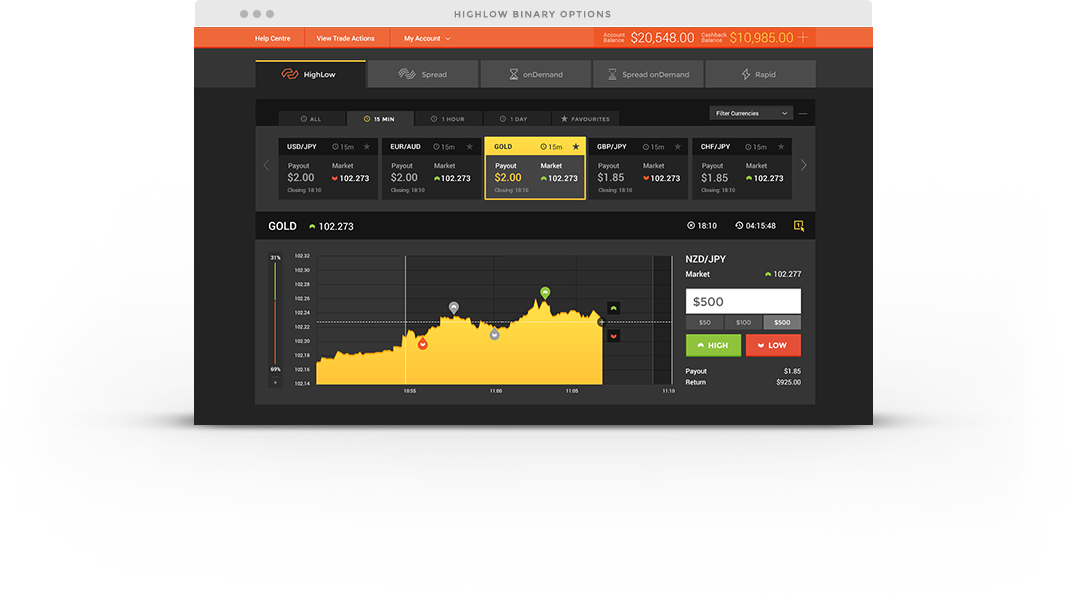 HIGHLOW BINARY OPTIONS
Help Centre View Trade Actions My Account Account Balance $20,548.00 Cashback Balance $10,985.00
HighLow Spread onDemand Spread onDemand Rapid
ALL 15 MIN 1 HOUR 1 DAY FAVOURITES Filter Currencies
USD/JPY 15m EUR/AUD 15m GOLD 15m GBP/JPY 15m CHF/JPY 15m
Payout Market Payout Market Payout Market Payout Market Payout Market
$2.00 102.273 $2.00 102.273 $2.00 102.273 $1.85 102.273 $1.85 102.273
Closing: 18:10 Closing: 18:10 Closing: 18:10 Closing: 18:10 Closing: 18:10
GOLD 102.273 18:10 04:15:48 1
31% 102.32 NZD/JPY
102.30 Market 102.277
102.28
102.26 $500
102.24
102.22 $50 $100 $500
102.20 HIGH LOW
102.18
69% 102.16 Payout $1.85
102.14 Return $925.00
10:55 11:00 11:05 11:10